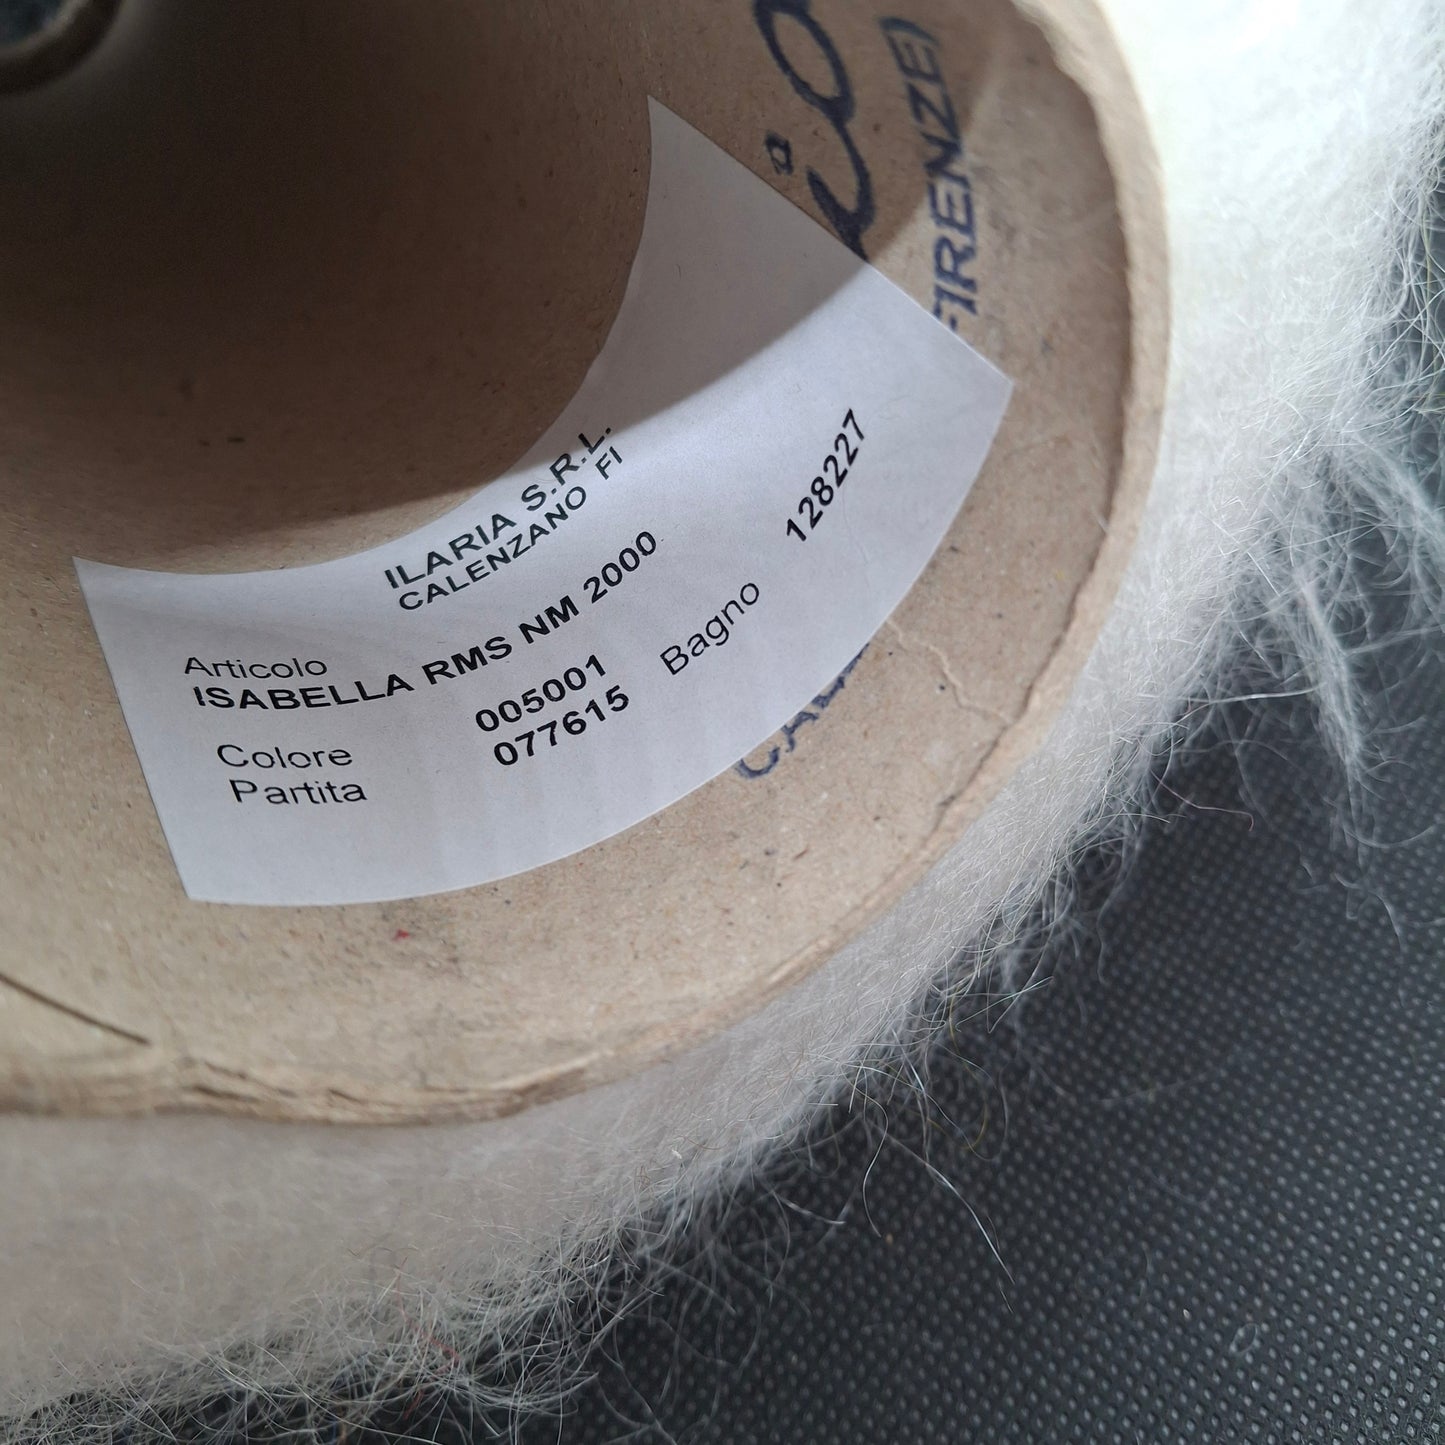 ILARIA S.R.L.
CALENZANO FI
Articolo
ISABELLA RMS NM 2000
Colore 005001 Bagno 128227
Partita 077615
FIRENZE)